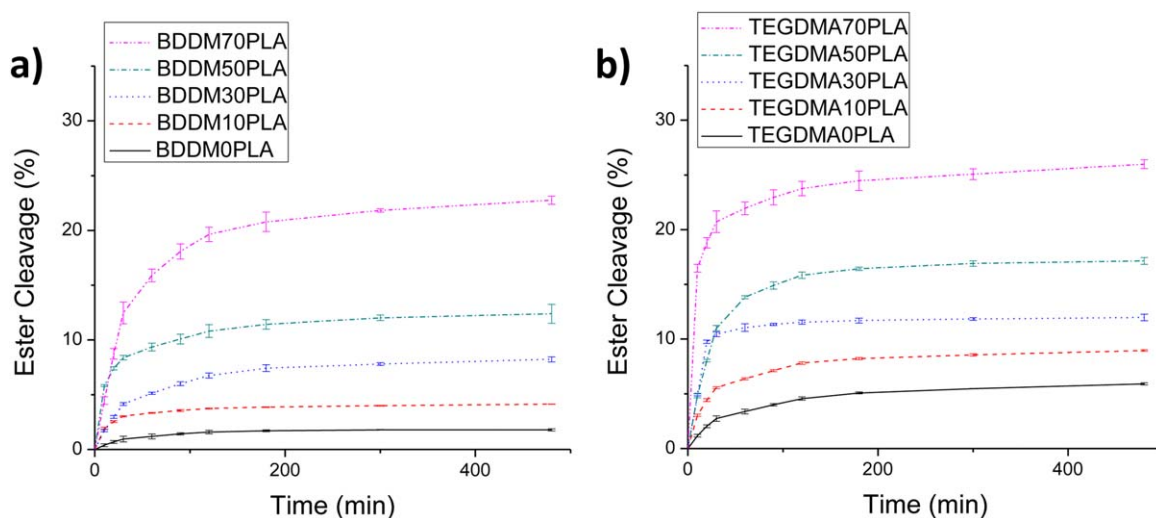 a)
BDDM70PLA
BDDM50PLA
BDDM30PLA
BDDM10PLA
BDDM0PLA
Ester Cleavage (%)
30
20
10
0
0
200
400
Time (min)
b)
TEGDMA70PLA
TEGDMA50PLA
TEGDMA30PLA
TEGDMA10PLA
TEGDMA0PLA
Ester Cleavage (%)
30
20
10
0
0
200
400
Time (min)